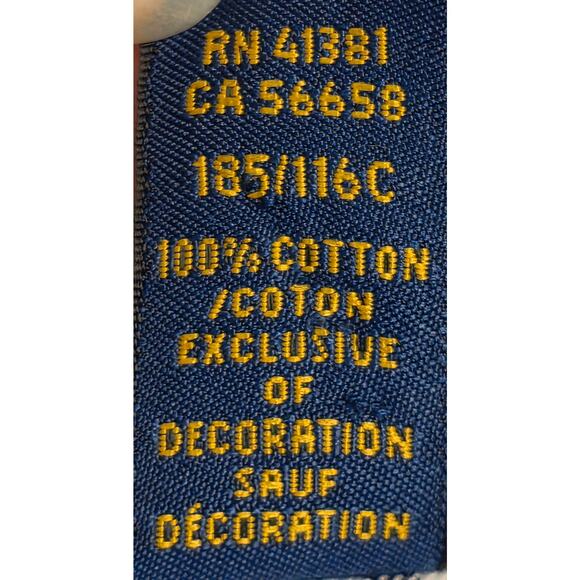 RN 41381
CA 56658
185/116C
100% COTTON
/COTON
EXCLUSIVE
OF
DECORATION
SAUF
DÉCORATION